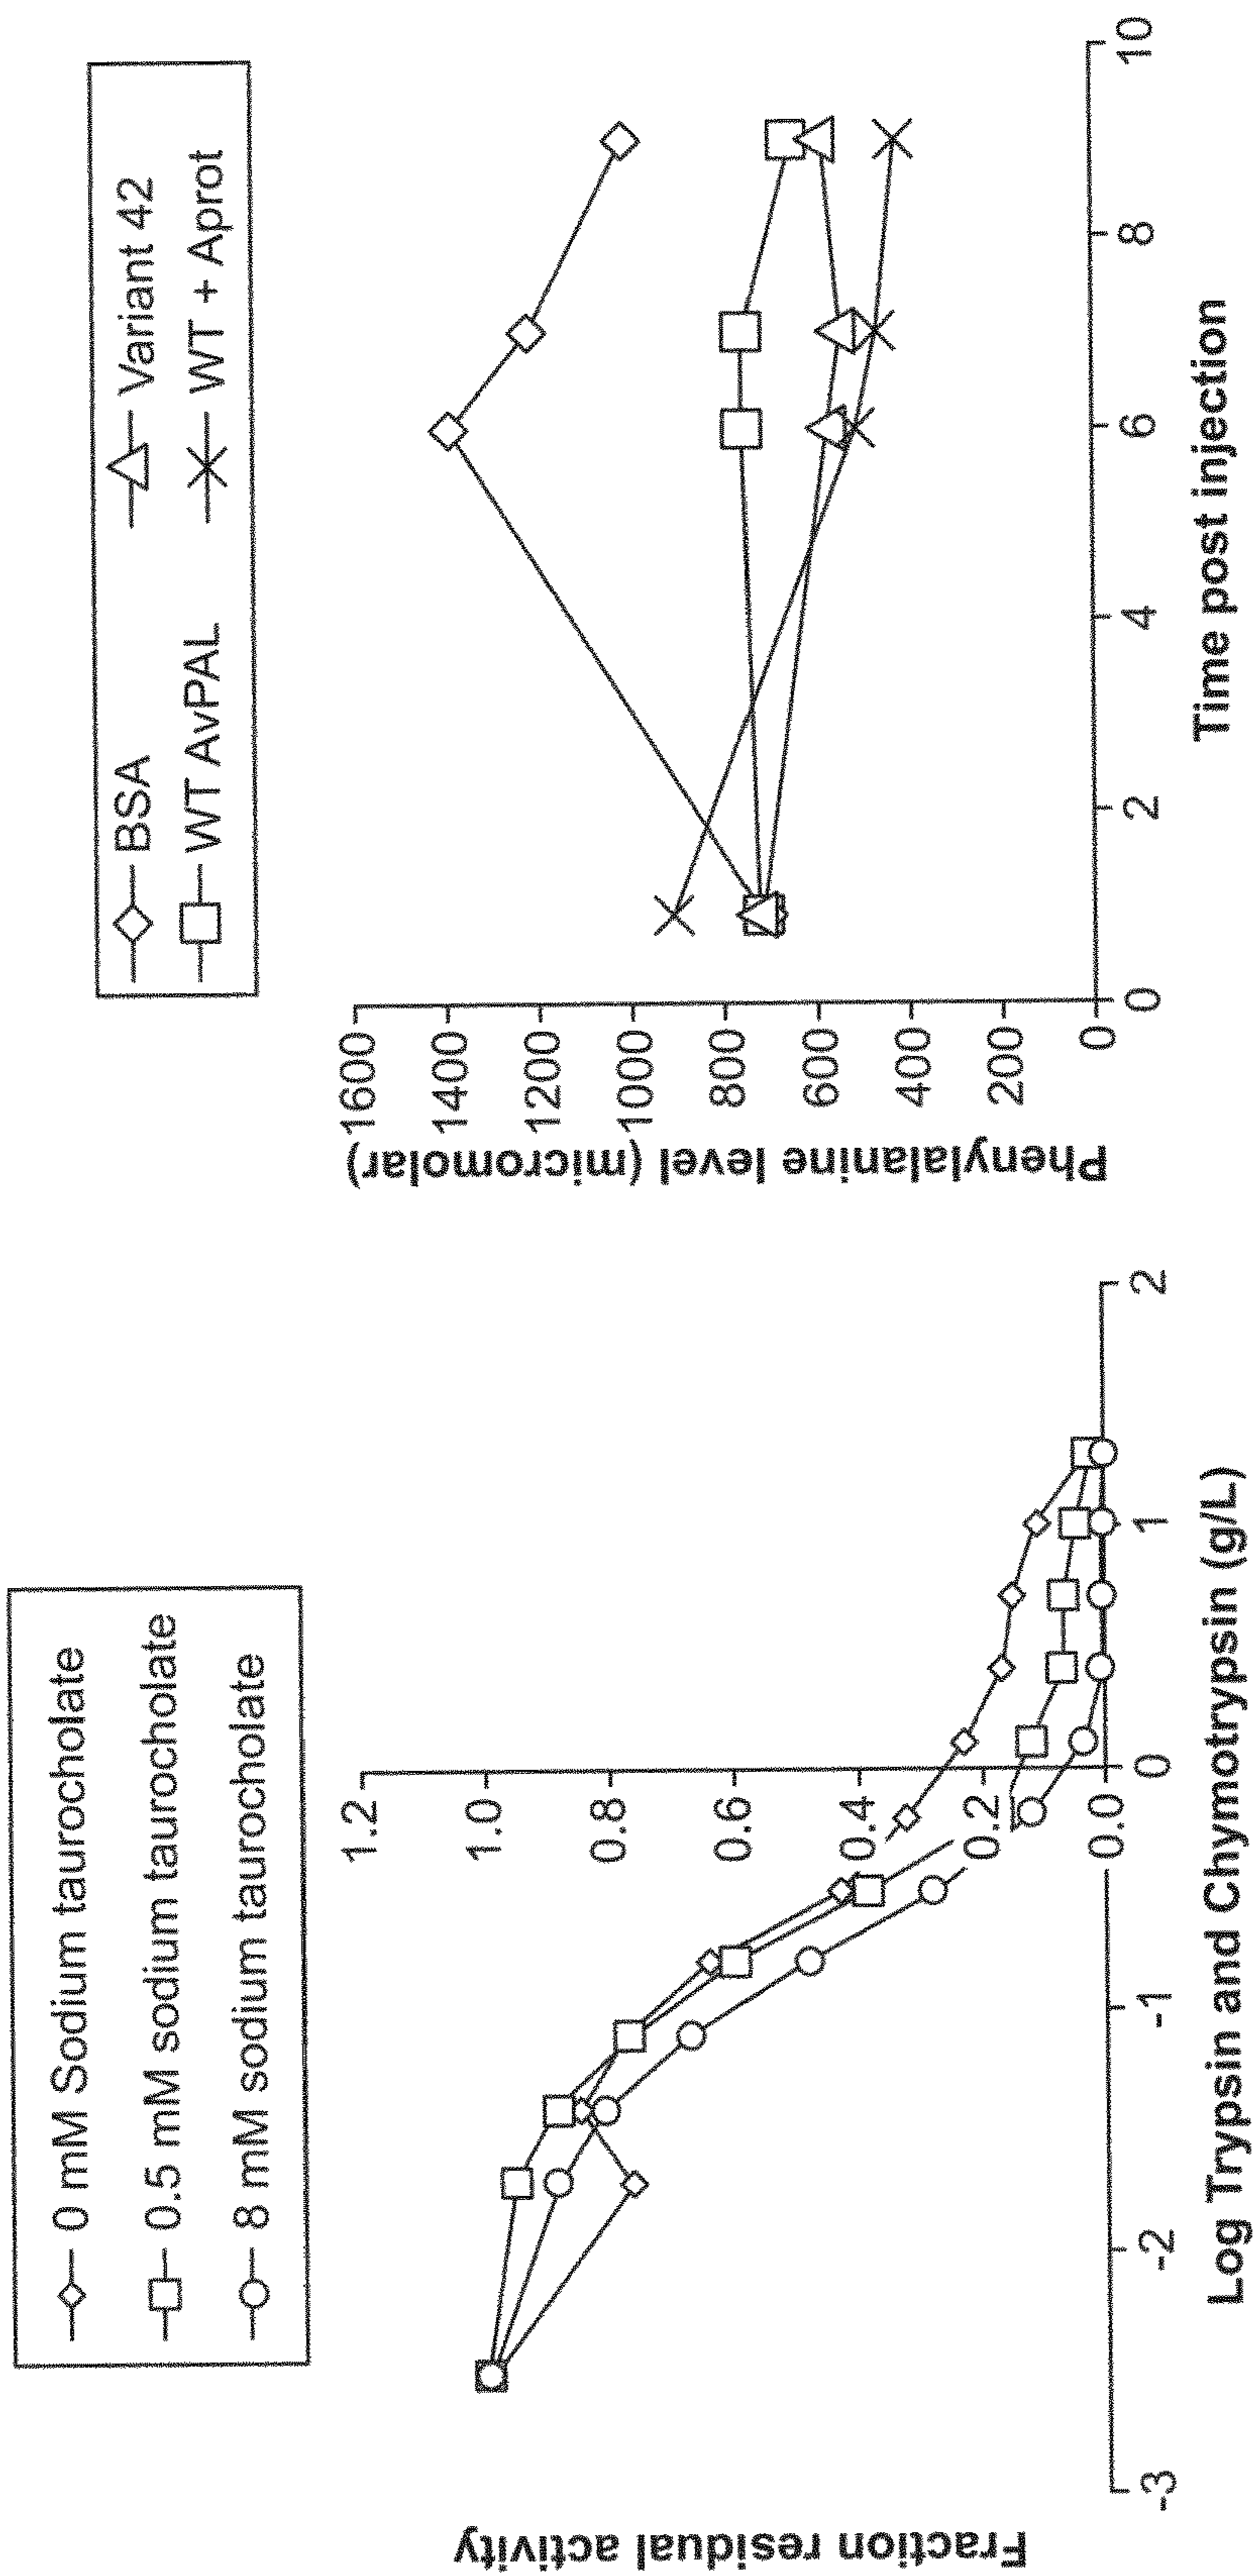 0 mM Sodium taurocholate
0.5 mM sodium taurocholate
8 mM sodium taurocholate
Fraction residual activity
1.2
1.0
0.8
0.6
0.4
0.2
0.0
-3
-2
-1
0
1
2
Log Trypsin and Chymotrypsin (g/L)
BSA
Variant 42
WT AvPAL
WT + Aprot
Phenylalanine level (micromolar)
1600
1400
1200
1000
800
600
400
200
0
0
2
4
6
8
10
Time post injection